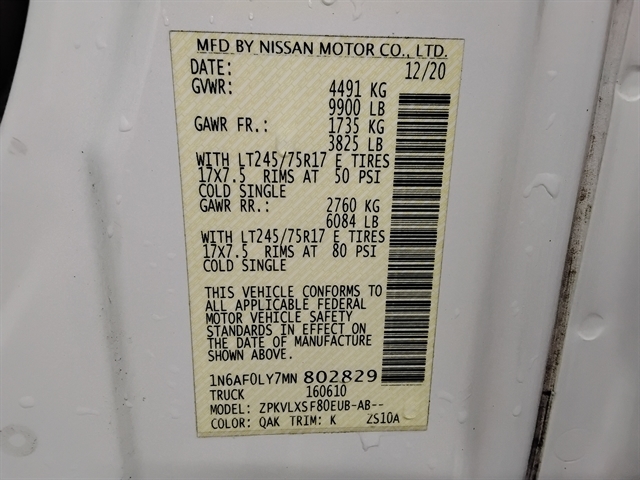 MFD BY NISSAN MOTOR CO., LTD.
DATE: 12/20
GVWR: 4491 KG
9900 LB
GAWR FR.: 1735 KG
3825 LB
WITH LT245/75R17 E TIRES
17X7.5 RIMS AT 50 PSI
COLD SINGLE
GAWR RR.: 2760 KG
6084 LB
WITH LT245/75R17 E TIRES
17X7.5 RIMS AT 80 PSI
COLD SINGLE
THIS VEHICLE CONFORMS TO
ALL APPLICABLE FEDERAL
MOTOR VEHICLE SAFETY
STANDARDS IN EFFECT ON
THE DATE OF MANUFACTURE
SHOWN ABOVE.
1N6AF0LY7MN 802829
TRUCK 160610
MODEL: ZPKVLXSF80EUB-AB--
COLOR: QAK TRIM: K ZS10A